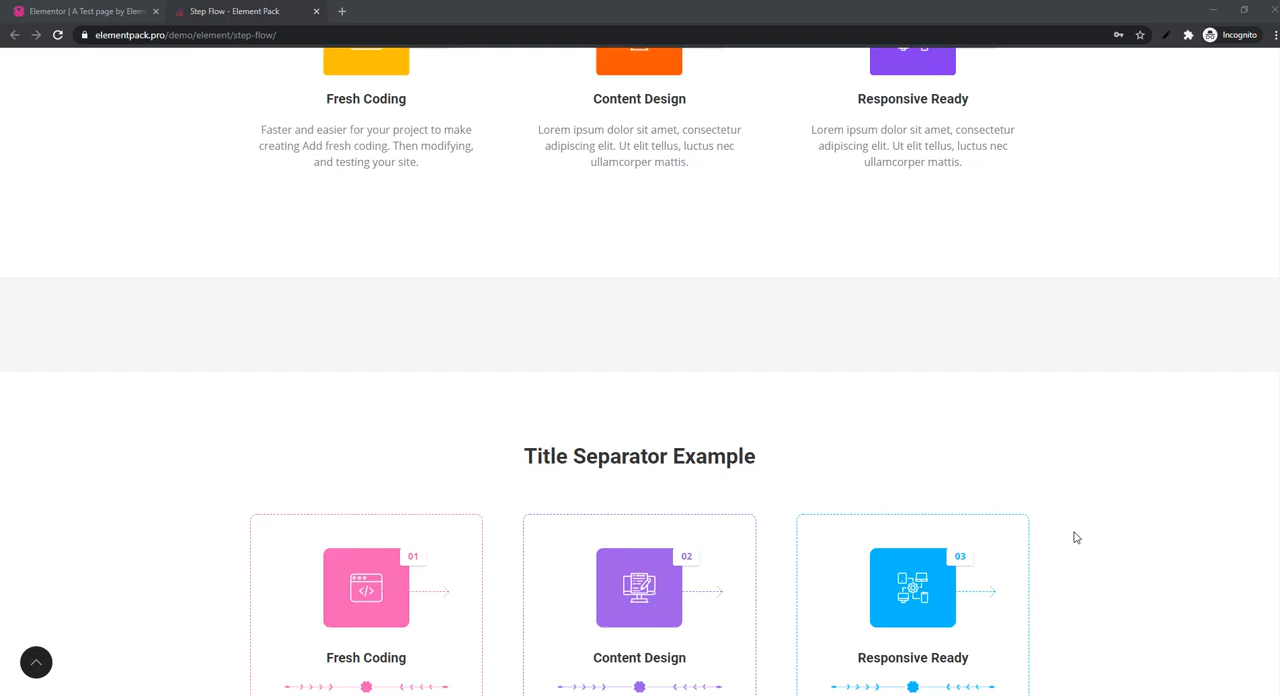 Elementor | A Test page by Elem
Step Flow - Element Pack
elementpack.pro/demo/element/step-flow/
Incognito
Fresh Coding
Content Design
Responsive Ready
Faster and easier for your project to make
creating Add fresh coding. Then modifying,
and testing your site.
Lorem ipsum dolor sit amet, consectetur
adipiscing elit. Ut elit tellus, luctus nec
ullamcorper mattis.
Lorem ipsum dolor sit amet, consectetur
adipiscing elit. Ut elit tellus, luctus nec
ullamcorper mattis.
Title Separator Example
01
02
03
Fresh Coding
Content Design
Responsive Ready